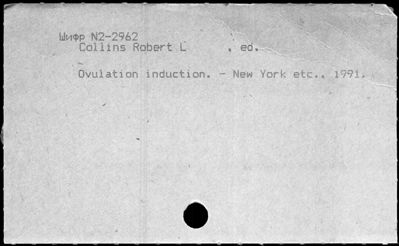 Шифр N2-2962
Collins Robert L , ed.
Ovulation induction. - New York etc., 1991.